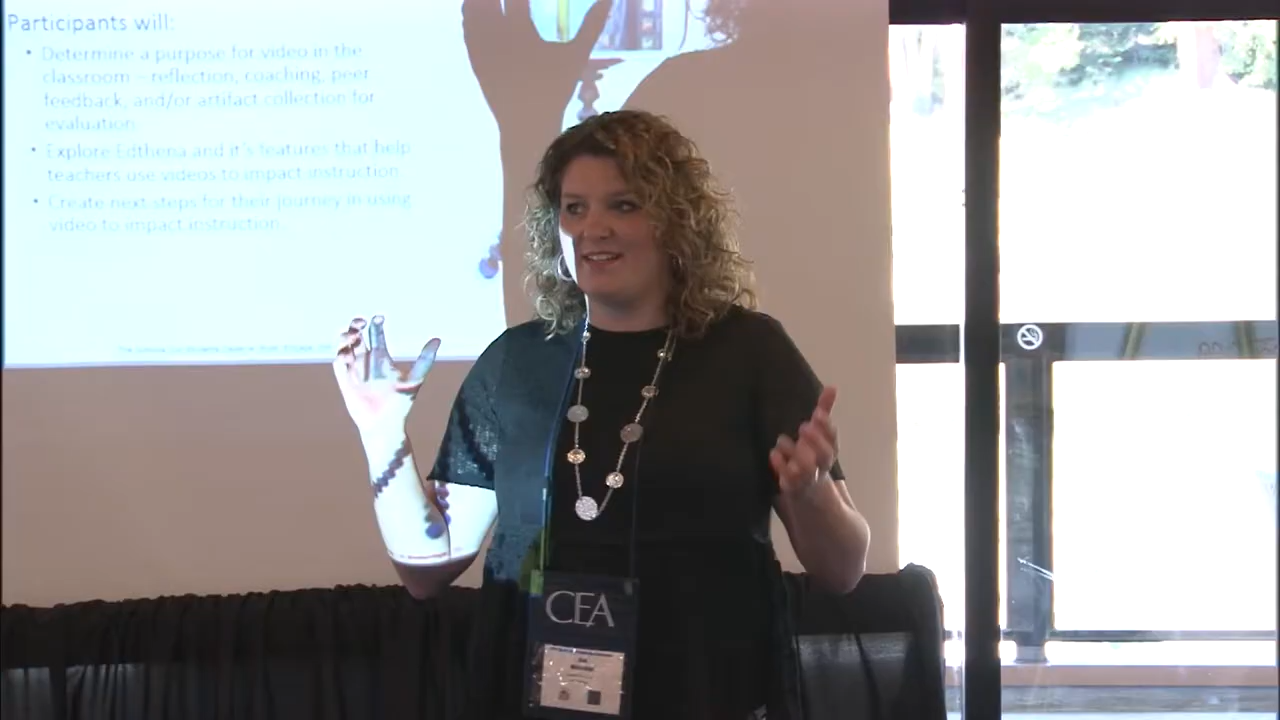 Participants will:
• Determine a purpose for video in the
classroom – reflection, coaching, peer
feedback, and/or artifact collection for
evaluation.
• Explore Edthena and it's features that help
teachers use videos to impact instruction.
• Create next steps for their journey in using
video to impact instruction.
CEA